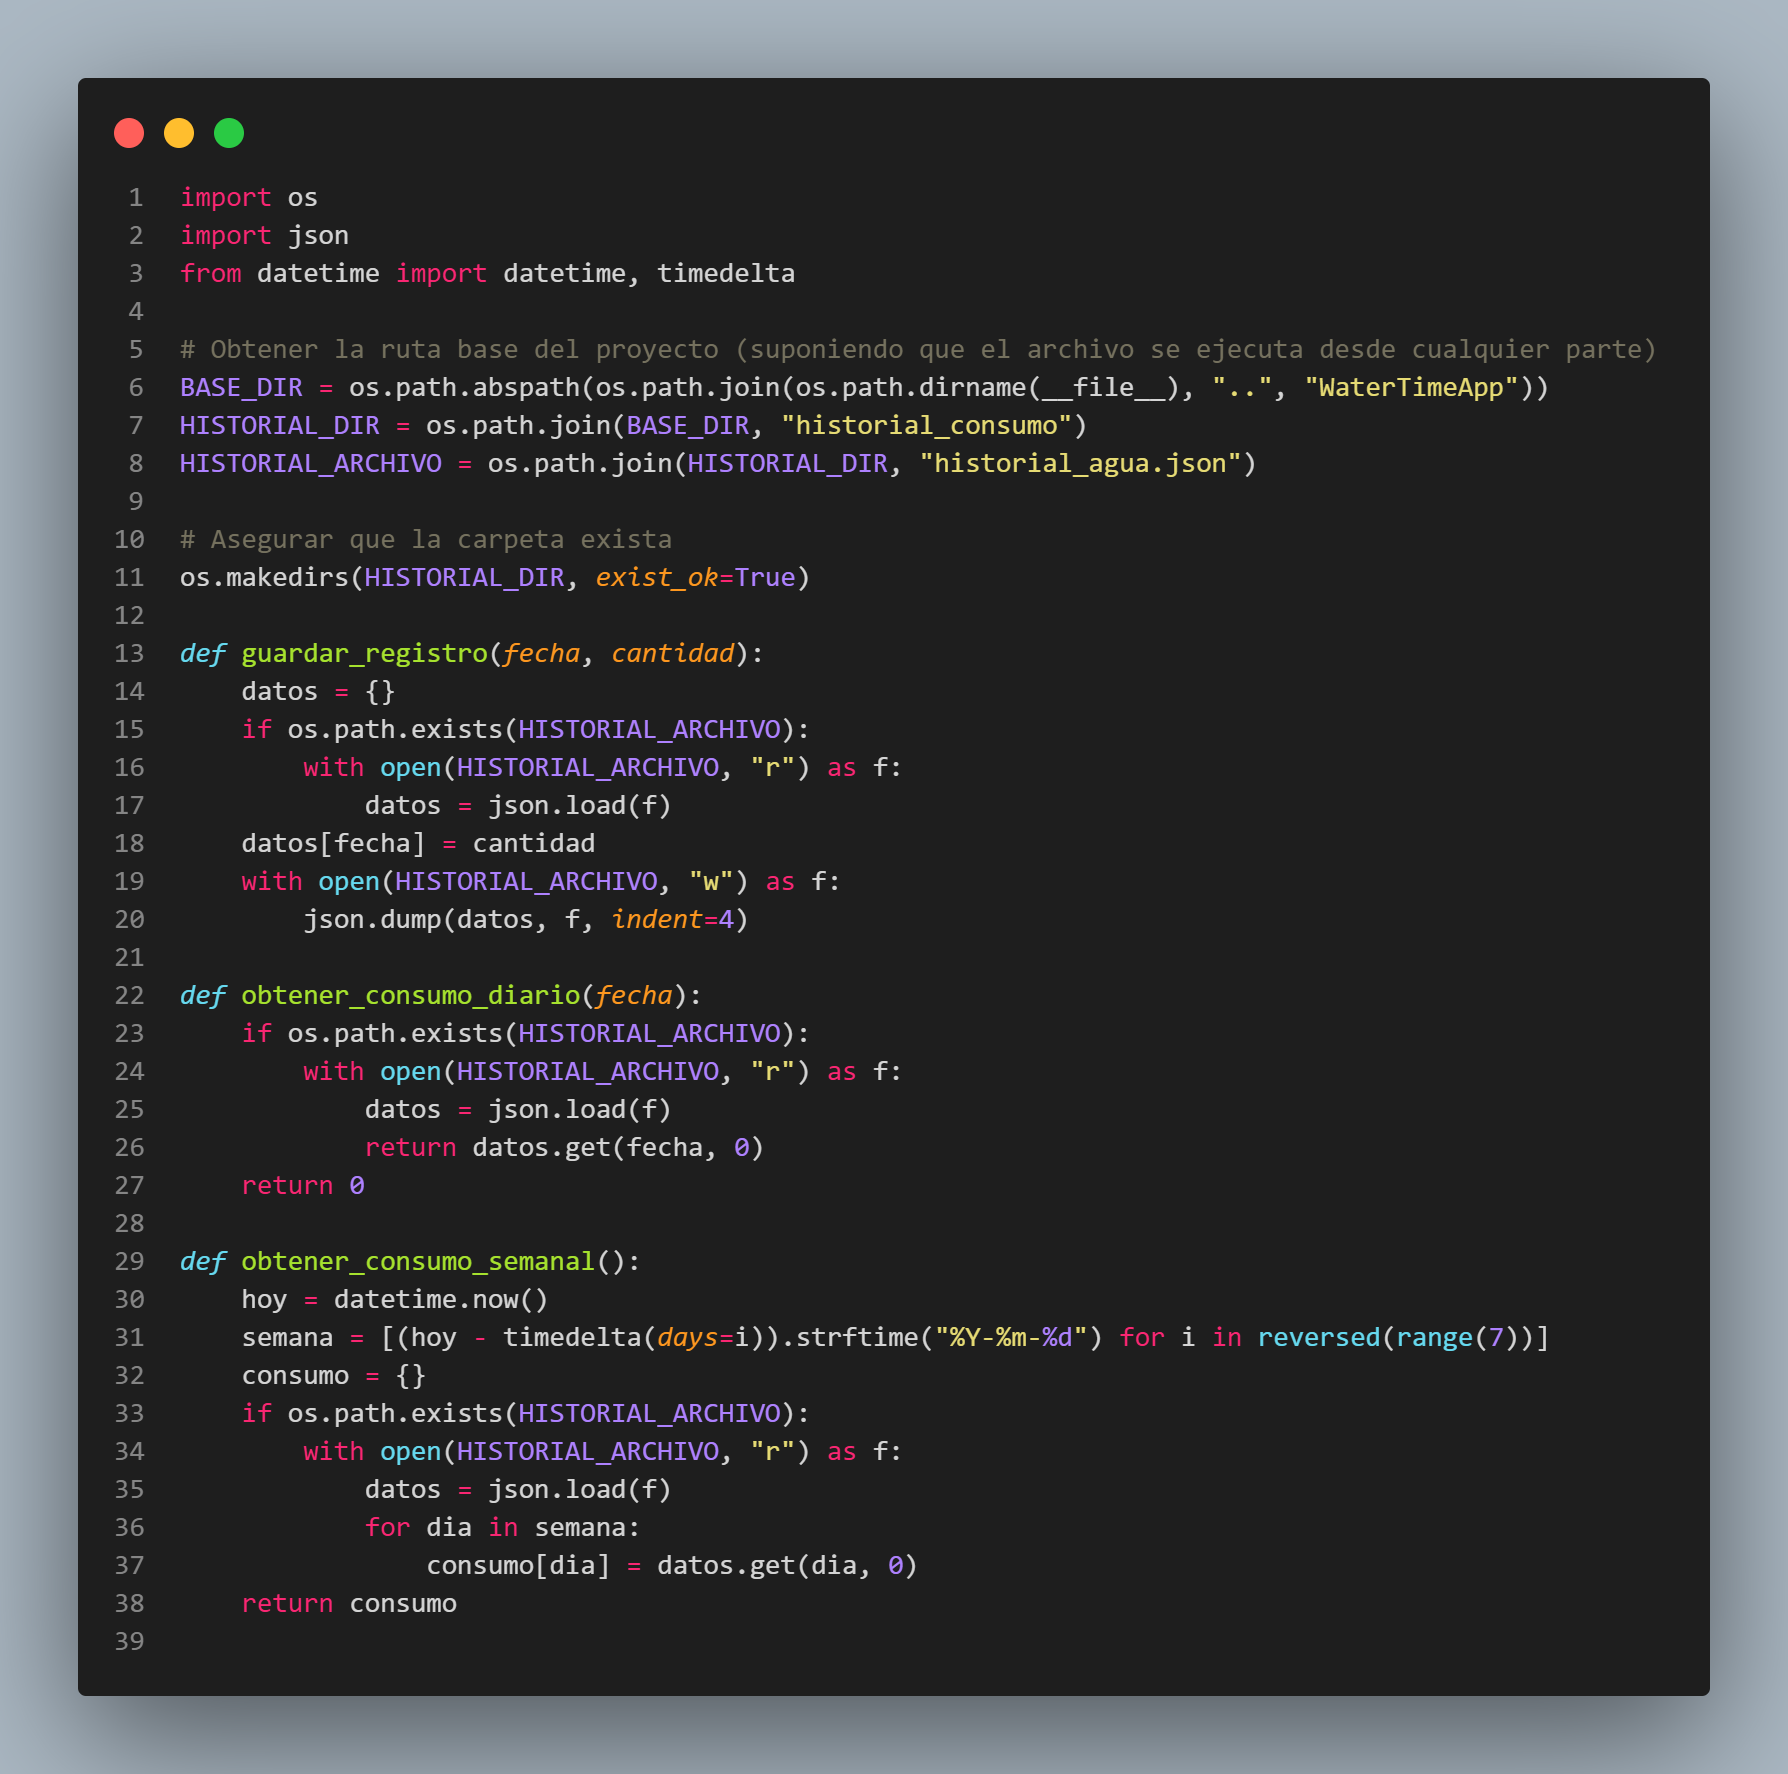 1 import os
2 import json
3 from datetime import datetime, timedelta
4
5 # Obtener la ruta base del proyecto (suponiendo que el archivo se ejecuta desde cualquier parte)
6 BASE_DIR = os.path.abspath(os.path.join(os.path.dirname(__file__), "..", "WaterTimeApp"))
7 HISTORIAL_DIR = os.path.join(BASE_DIR, "historial_consumo")
8 HISTORIAL_ARCHIVO = os.path.join(HISTORIAL_DIR, "historial_agua.json")
9
10 # Asegurar que la carpeta exista
11 os.makedirs(HISTORIAL_DIR, exist_ok=True)
12
13 def guardar_registro(fecha, cantidad):
14     datos = {}
15     if os.path.exists(HISTORIAL_ARCHIVO):
16         with open(HISTORIAL_ARCHIVO, "r") as f:
17             datos = json.load(f)
18     datos[fecha] = cantidad
19     with open(HISTORIAL_ARCHIVO, "w") as f:
20         json.dump(datos, f, indent=4)
21
22 def obtener_consumo_diario(fecha):
23     if os.path.exists(HISTORIAL_ARCHIVO):
24         with open(HISTORIAL_ARCHIVO, "r") as f:
25             datos = json.load(f)
26             return datos.get(fecha, 0)
27     return 0
28
29 def obtener_consumo_semanal():
30     hoy = datetime.now()
31     semana = [(hoy - timedelta(days=i)).strftime("%Y-%m-%d") for i in reversed(range(7))]
32     consumo = {}
33     if os.path.exists(HISTORIAL_ARCHIVO):
34         with open(HISTORIAL_ARCHIVO, "r") as f:
35             datos = json.load(f)
36             for dia in semana:
37                 consumo[dia] = datos.get(dia, 0)
38     return consumo
39